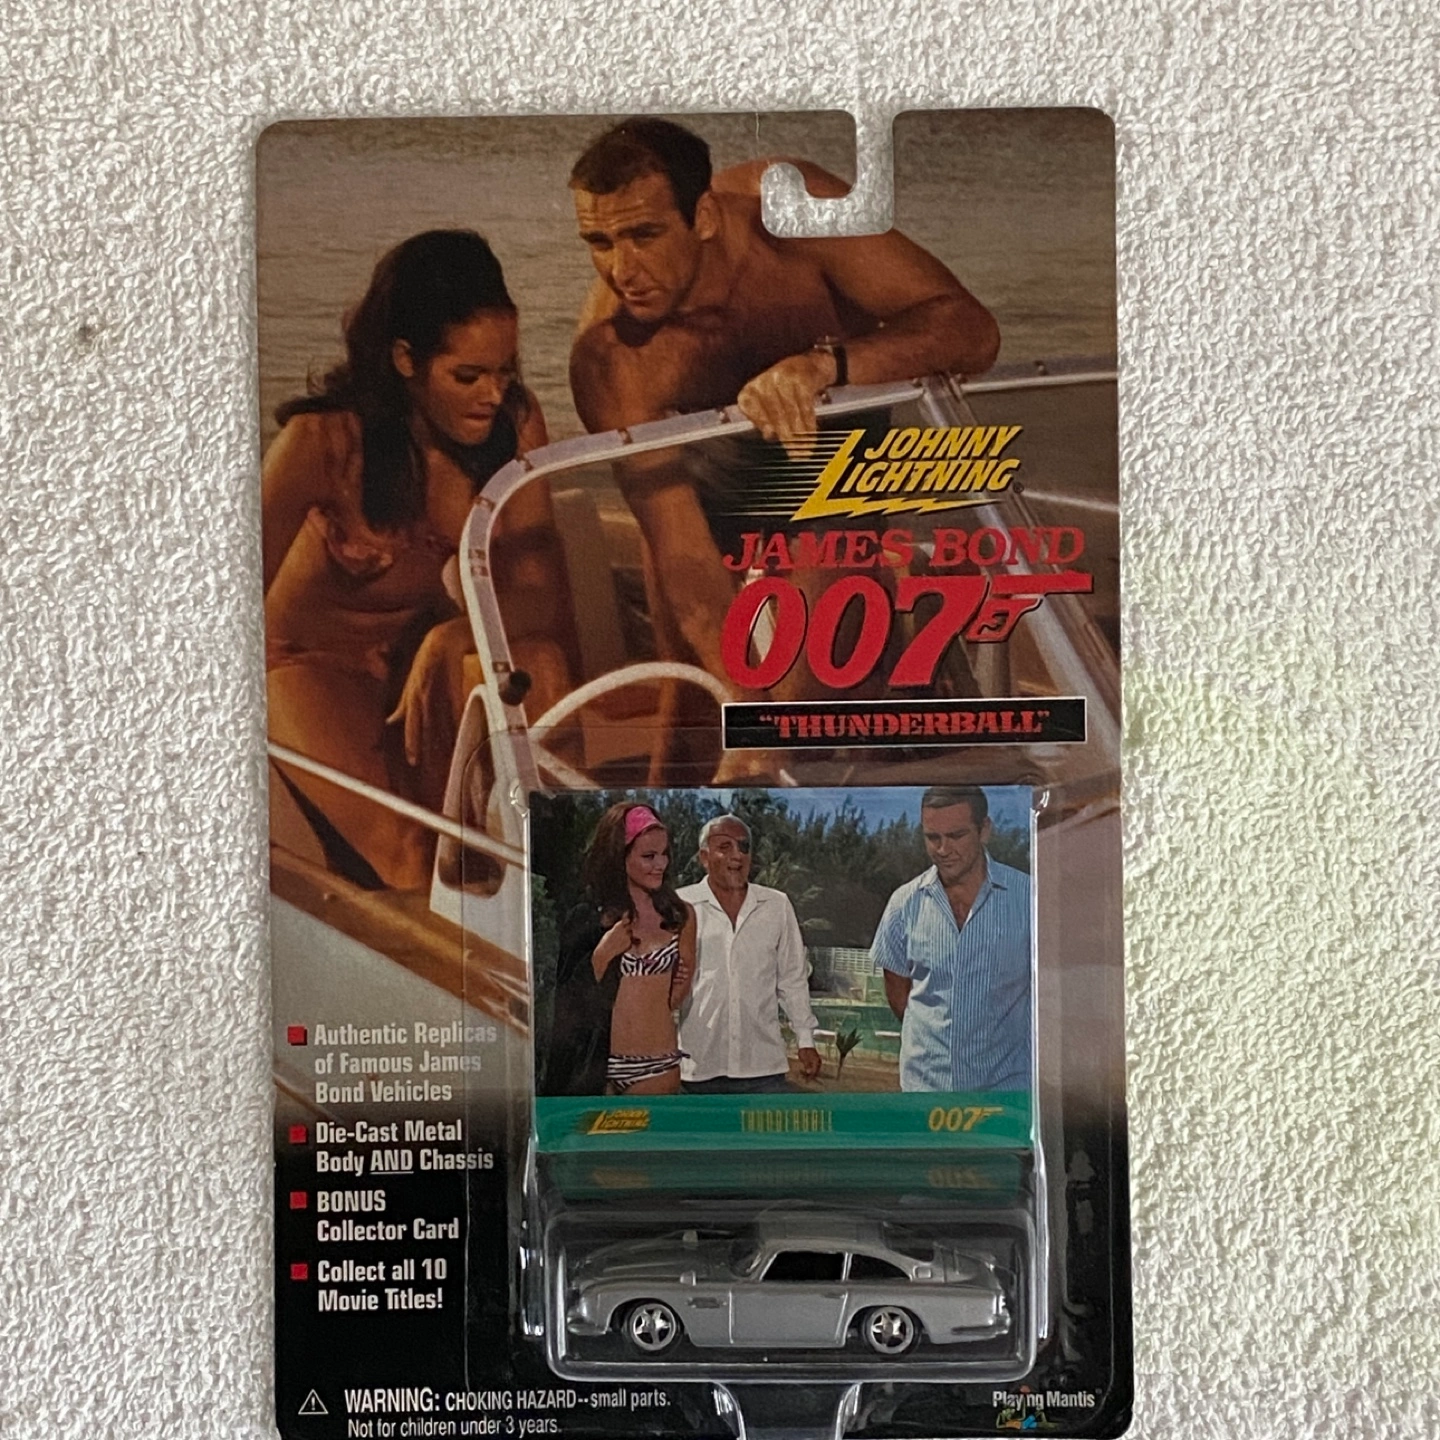 JOHNNY
LIGHTNING
JAMES BOND
007
"THUNDERBALL"
JOHNNY
LIGHTNING
THUNDERBALL
007
Authentic Replicas
of Famous James
Bond Vehicles
Die-Cast Metal
Body AND Chassis
BONUS
Collector Card
Collect all 10
Movie Titles!
WARNING: CHOKING HAZARD--small parts.
Not for children under 3 years.
Playing Mantis